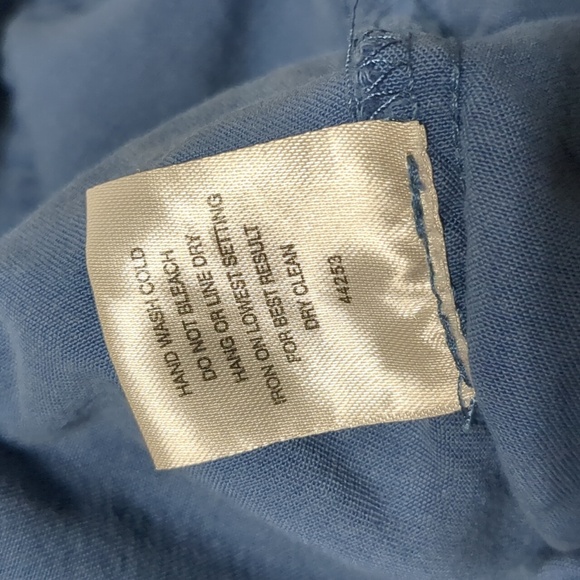 HAND WASH COLD
DO NOT BLEACH
HANG OR LINE DRY
IRON ON LOWEST SETTING
FOR BEST RESULT
DRY CLEAN
44253